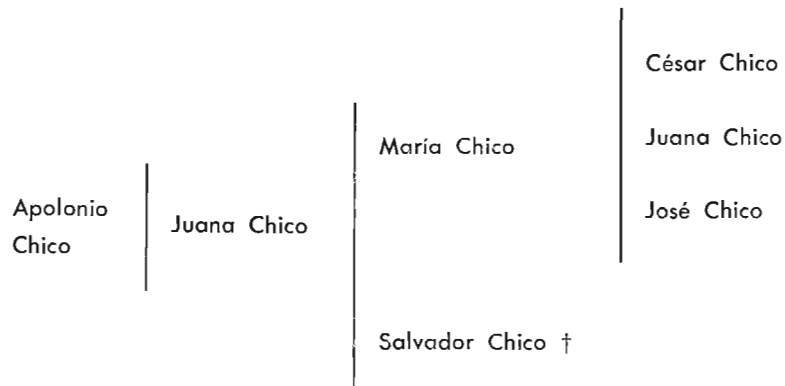 Apolonio
Chico
Juana Chico
María Chico
Salvador Chico †
César Chico
Juana Chico
José Chico